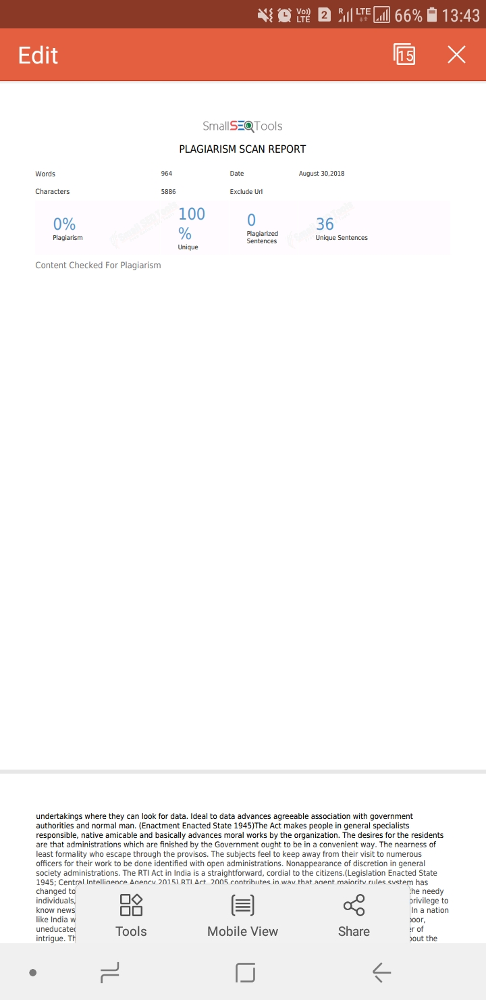 Vo)) LTE 2 R LTE 66% 13:43
Edit 15
SmallSEOTools
PLAGIARISM SCAN REPORT
Words 964 Date August 30,2018
Characters 5886 Exclude Url
0% Plagiarism
100 % Unique
0 Plagiarized Sentences
36 Unique Sentences
Content Checked For Plagiarism
undertakings where they can look for data. Ideal to data advances agreeable association with government
authorities and normal man. (Enactment Enacted State 1945)The Act makes people in general specialists
responsible, native amicable and basically advances moral works by the organization. The desires for the residents
are that administrations which are finished by the Government ought to be in a convenient way. The nearness of
least formality who escape through the provisos. The subjects feel to keep away from their visit to numerous
officers for their work to be done identified with open administrations. Nonappearance of discretion in general
society administrations. The RTI Act in India is a straightforward, cordial to the citizens.(Legislation Enacted State
1945; Central Intelligence Agency 2015) RTI Act, 2005 contributes in way that agent majority rules system has
changed to the needy
individuals, privilege to
know news In a nation
like India w poor,
uneducated er of
intrigue. Th bout the
Tools Mobile View Share